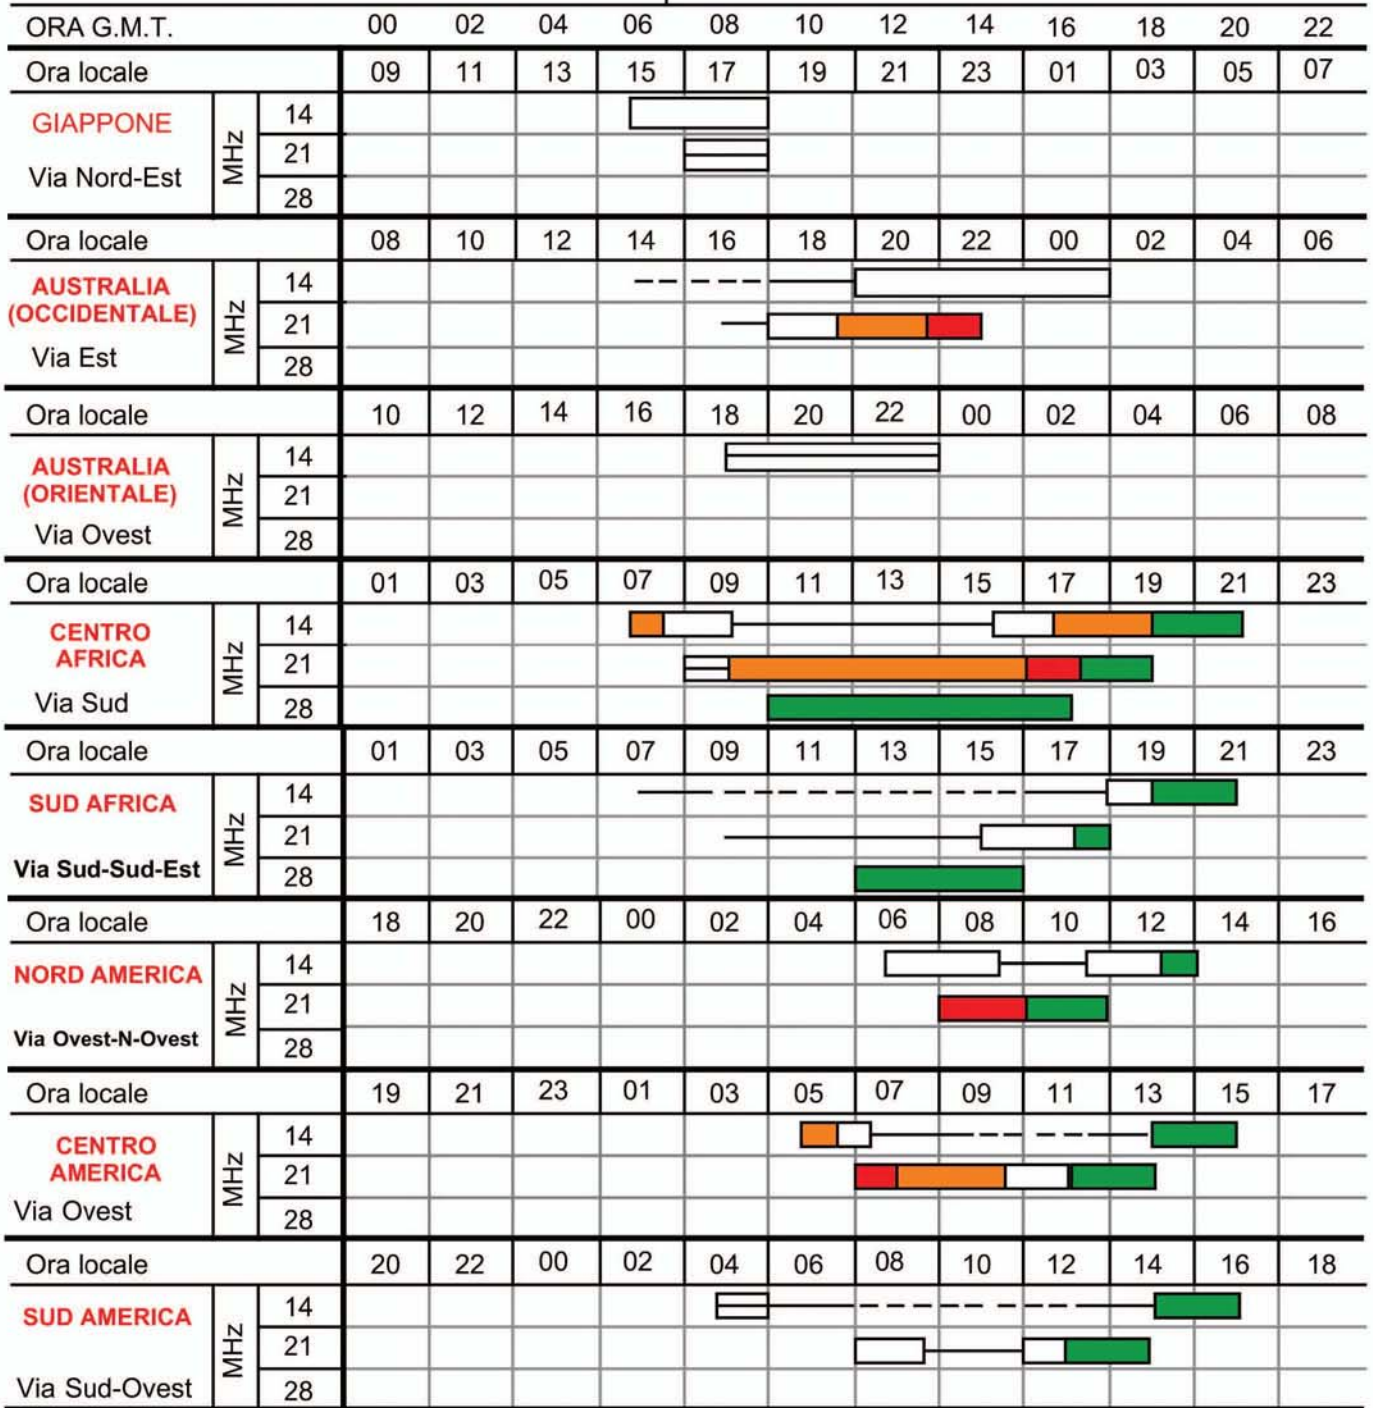 ORA G.M.T. 00 02 04 06 08 10 12 14 16 18 20 22
Ora locale 09 11 13 15 17 19 21 23 01 03 05 07
GIAPPONE
Via Nord-Est
MHz
14
21
28
Ora locale 08 10 12 14 16 18 20 22 00 02 04 06
AUSTRALIA
(OCCIDENTALE)
Via Est
MHz
14
21
28
Ora locale 10 12 14 16 18 20 22 00 02 04 06 08
AUSTRALIA
(ORIENTALE)
Via Ovest
MHz
14
21
28
Ora locale 01 03 05 07 09 11 13 15 17 19 21 23
CENTRO
AFRICA
Via Sud
MHz
14
21
28
Ora locale 01 03 05 07 09 11 13 15 17 19 21 23
SUD AFRICA
Via Sud-Sud-Est
MHz
14
21
28
Ora locale 18 20 22 00 02 04 06 08 10 12 14 16
NORD AMERICA
Via Ovest-N-Ovest
MHz
14
21
28
Ora locale 19 21 23 01 03 05 07 09 11 13 15 17
CENTRO
AMERICA
Via Ovest
MHz
14
21
28
Ora locale 20 22 00 02 04 06 08 10 12 14 16 18
SUD AMERICA
Via Sud-Ovest
MHz
14
21
28